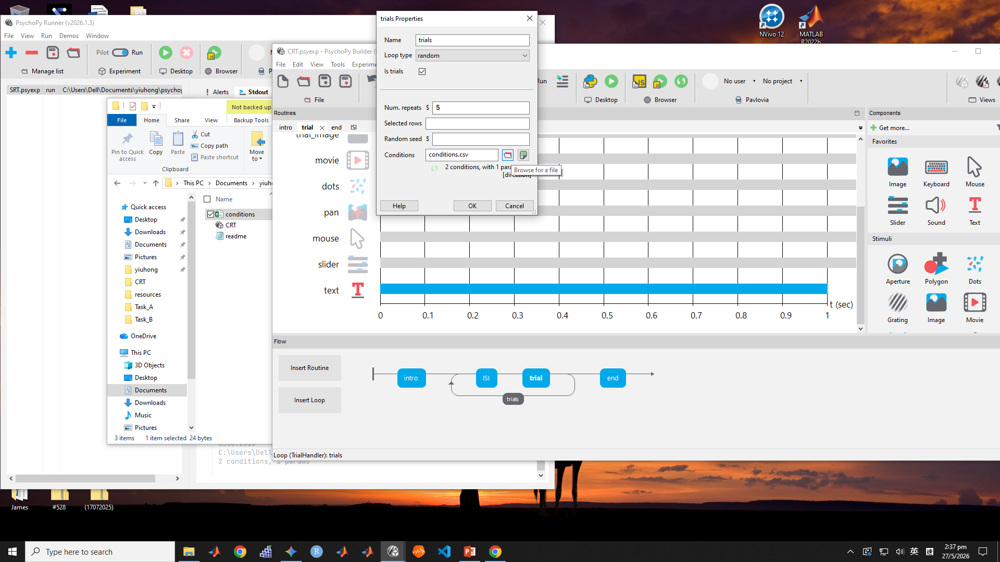 NVivo 12
MATLAB
R2022b
James
#528
(17072025)
PsychoPy Runner (v2026.1.3)
File View Run Demos Window
Pilot Run
Manage list
Experiment
Desktop
Browser
SRT.psyexp run C:\Users\Dell\Documents\yiuhong\psychop
Alerts
Stdout
C:\Users\Dell
2 conditions, 1 params
Not backed up
File Home Share View Backup Tools
Pin to Quick access
Copy
Paste
Cut
Copy path
Paste shortcut
Move to
Clipboard
This PC Documents yiuho
Name
Quick access
Desktop
Downloads
Documents
Pictures
yiuhong
CRT
resources
Task_A
Task_B
OneDrive
This PC
3D Objects
Desktop
Documents
Downloads
Music
Pictures
conditions
CRT
readme
3 items 1 item selected 24 bytes
CRT.psyexp - PsychoPy Builder
File Edit View Tools Experime
File
Run
Desktop
Browser
No user
No project
Pavlovia
Views
Routines
intro trial end ISI
trial_image
movie
dots
pan
mouse
slider
text
t (sec)
0 0.1 0.2 0.3 0.4 0.5 0.6 0.7 0.8 0.9 1
Components
Get more...
Favorites
Image Keyboard Mouse
Slider Sound Text
Stimuli
Aperture Polygon Dots
Grating Image Movie
Flow
Insert Routine
Insert Loop
intro ISI trial end
trials
Loop (TrialHandler): trials
trials Properties
Name trials
Loop type random
Is trials
Num. repeats $ 5
Selected rows
Random seed $
Conditions conditions.csv
2 conditions, with 1 para
[direction]
Browse for a file
Help OK Cancel
Type here to search
英
2:37 pm
27/5/2026